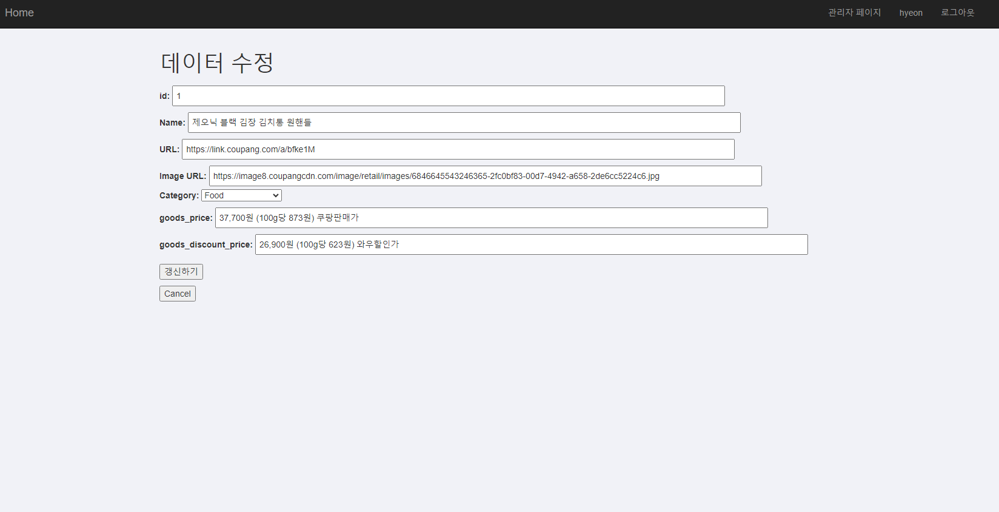 Home 관리자 페이지 hyeon 로그아웃
데이터 수정
id: 1
Name: 제오닉 블랙 김장 김치통 원핸들
URL: https://link.coupang.com/a/bfke1M
Image URL: https://image8.coupangcdn.com/image/retail/images/6846645543246365-2fc0bf83-00d7-4942-a658-2de6cc5224c6.jpg
Category: Food
goods_price: 37,700원 (100g당 873원) 쿠팡판매가
goods_discount_price: 26,900원 (100g당 623원) 와우할인가
갱신하기
Cancel